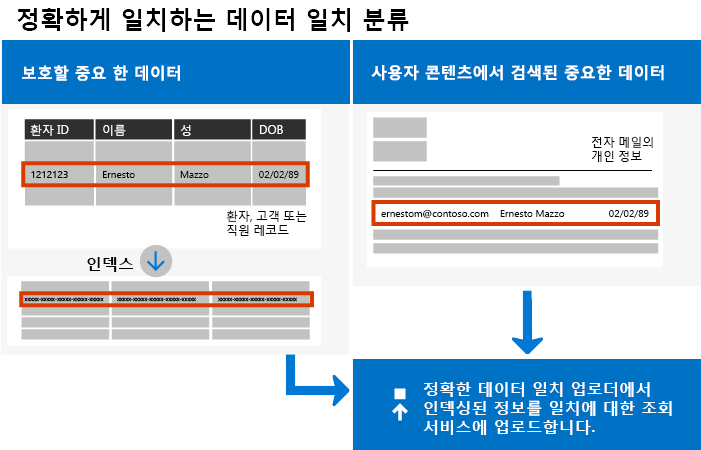 정확하게 일치하는 데이터 일치 분류
보호할 중요 한 데이터
환자 ID 이름 성 DOB
1212123 Ernesto Mazzo 02/02/89
환자, 고객 또는
직원 레코드
인덱스
xxxxx-xxxxx-xxxxx-xxxxx-xxxxx xxxxx-xxxxx-xxxxx-xxxxx-xxxxx xxxxx-xxxxx-xxxxx-xxxxx-xxxxx
사용자 콘텐츠에서 검색된 중요한 데이터
전자 메일의
개인 정보
ernestom@contoso.com Ernesto Mazzo 02/02/89
정확한 데이터 일치 업로더에서
인덱싱된 정보를 일치에 대한 조회
서비스에 업로드합니다.